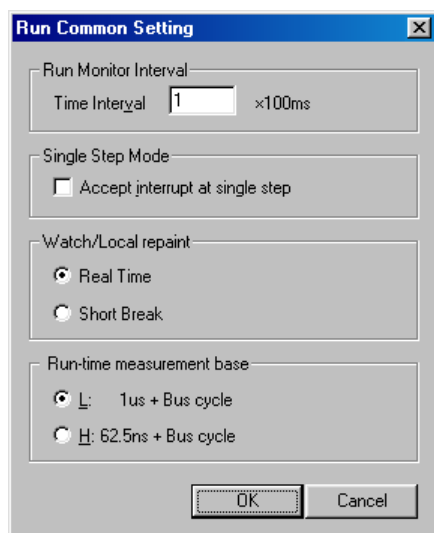 Run Common Setting
Run Monitor Interval
Time Interval 1 ×100ms
Single Step Mode
Accept interrupt at single step
Watch/Local repaint
Real Time
Short Break
Run-time measurement base
L: 1us + Bus cycle
H: 62.5ns + Bus cycle
OK Cancel